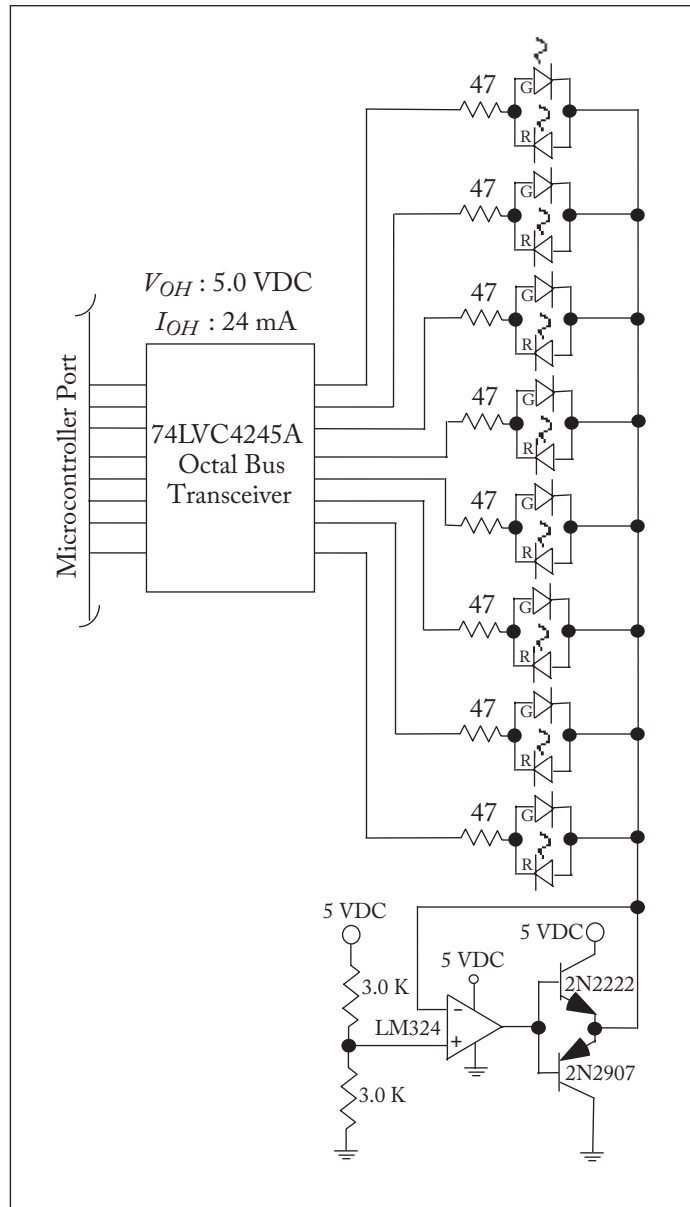 47
G
R
47
G
R
V_OH : 5.0 VDC
I_OH : 24 mA
47
G
R
47
G
R
Microcontroller Port
74LVC4245A
Octal Bus
Transceiver
47
G
R
47
G
R
47
G
R
47
G
R
5 VDC
5 VDC
5 VDC
3.0 K
2N2222
LM324
−
+
3.0 K
2N2907